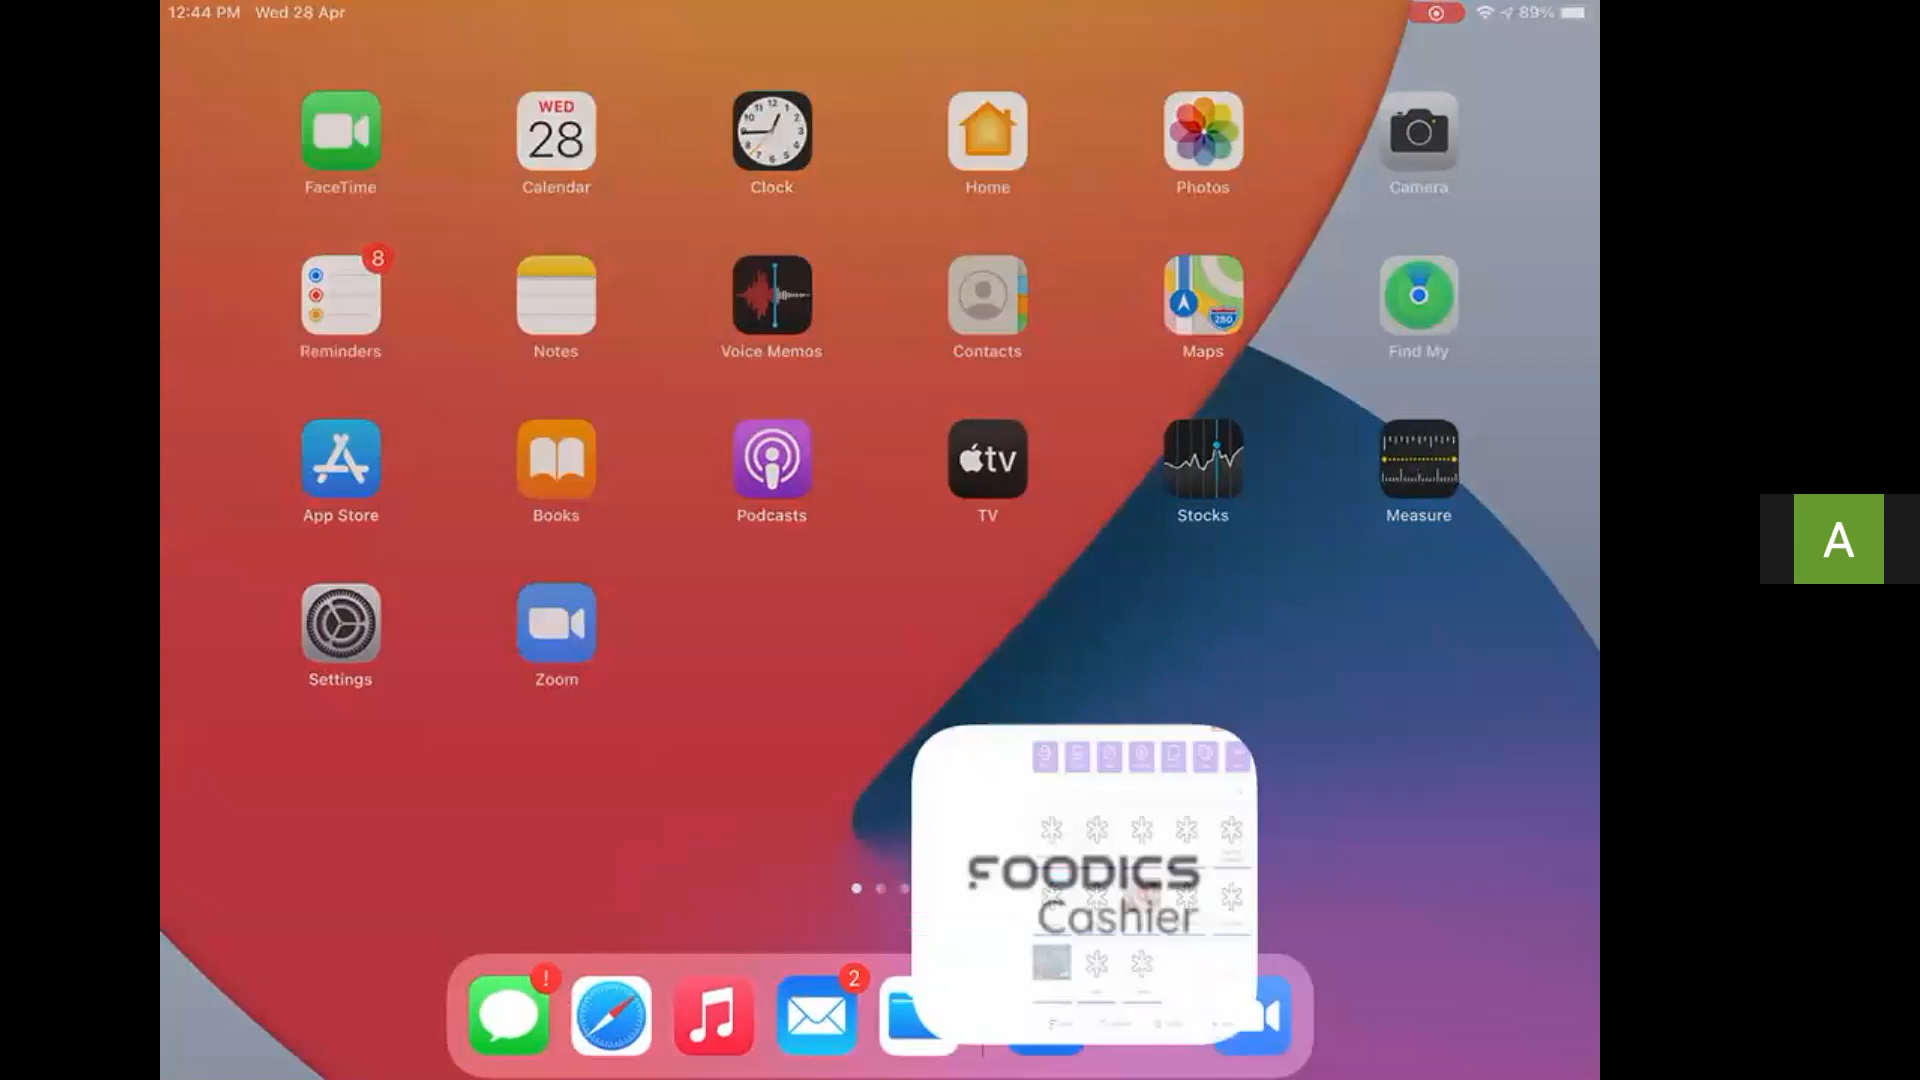 12:44 PM Wed 28 Apr
89%
WED
28
FaceTime
Calendar
Clock
Home
Photos
Camera
8
280
Reminders
Notes
Voice Memos
Contacts
Maps
Find My
tv
App Store
Books
Podcasts
TV
Stocks
Measure
A
Settings
Zoom
FOODICS
Cashier
!
2